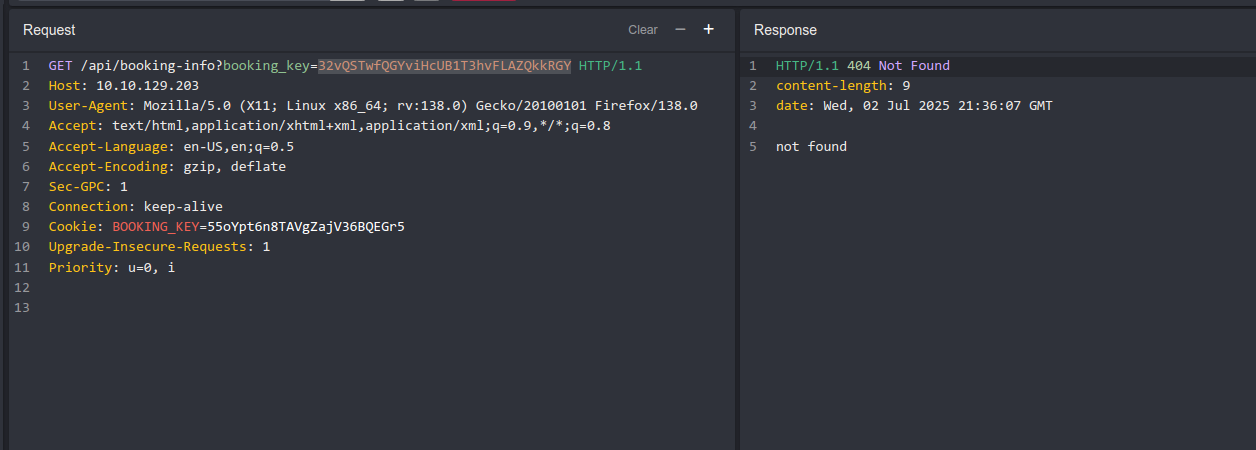 Request
Clear
1 GET /api/booking-info?booking_key=32vQSTwfQGYviHcUB1T3hvFLAZQkkRGY HTTP/1.1
2 Host: 10.10.129.203
3 User-Agent: Mozilla/5.0 (X11; Linux x86_64; rv:138.0) Gecko/20100101 Firefox/138.0
4 Accept: text/html,application/xhtml+xml,application/xml;q=0.9,*/*;q=0.8
5 Accept-Language: en-US,en;q=0.5
6 Accept-Encoding: gzip, deflate
7 Sec-GPC: 1
8 Connection: keep-alive
9 Cookie: BOOKING_KEY=55oYpt6n8TAVgZajV36BQEGr5
10 Upgrade-Insecure-Requests: 1
11 Priority: u=0, i
12
13
Response
1 HTTP/1.1 404 Not Found
2 content-length: 9
3 date: Wed, 02 Jul 2025 21:36:07 GMT
4
5 not found